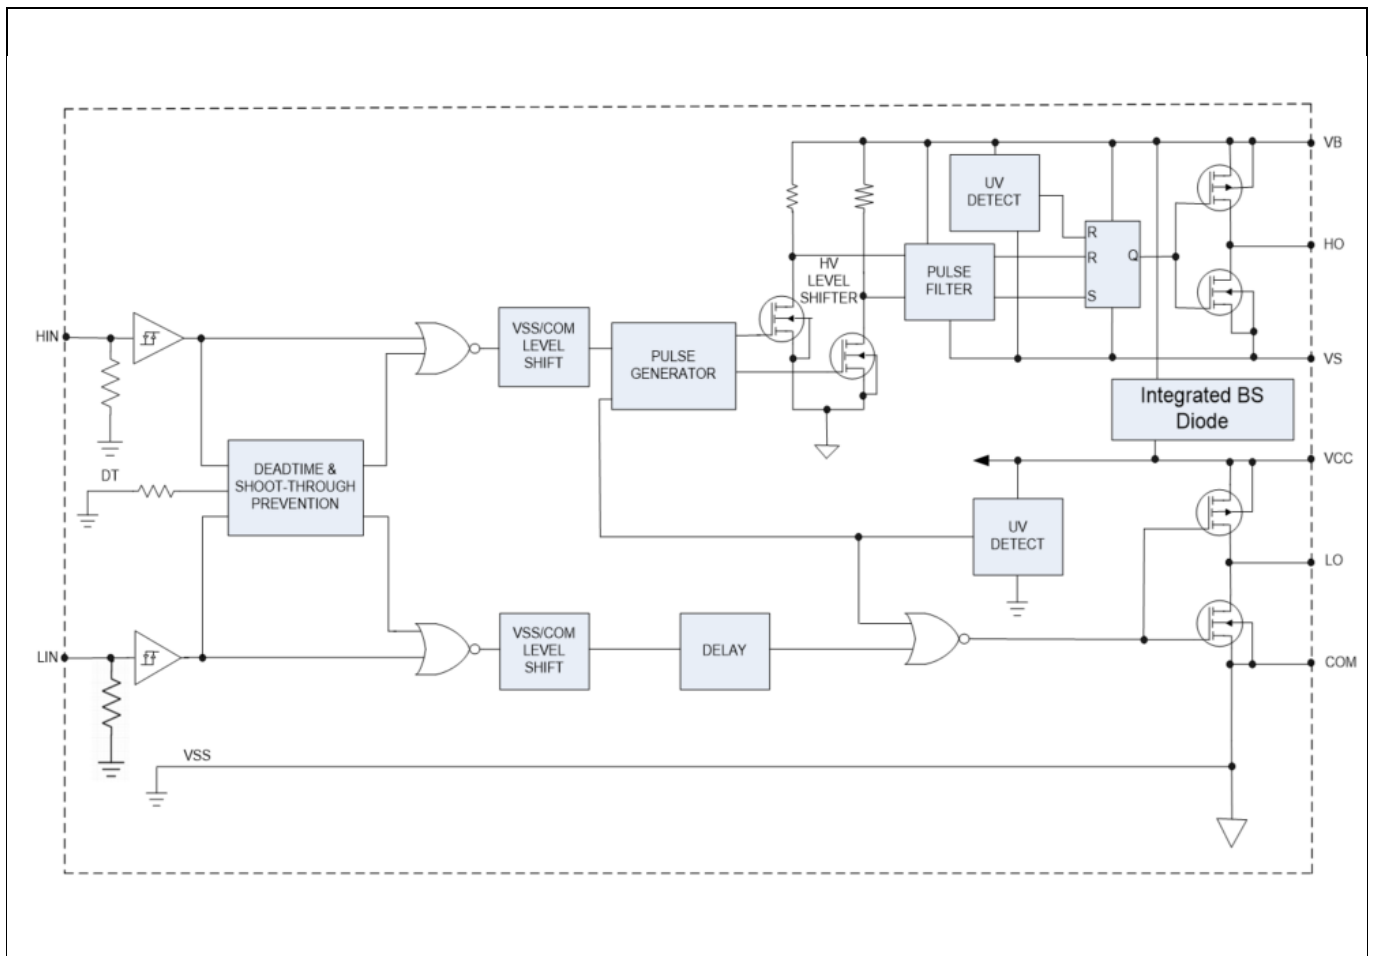 VB
UV
DETECT
R
R
Q
S
HO
PULSE
FILTER
HV
LEVEL
SHIFTER
HIN
VSS/COM
LEVEL
SHIFT
PULSE
GENERATOR
VS
Integrated BS
Diode
VCC
DT
DEADTIME &
SHOOT-THROUGH
PREVENTION
UV
DETECT
LO
LIN
VSS/COM
LEVEL
SHIFT
DELAY
COM
VSS